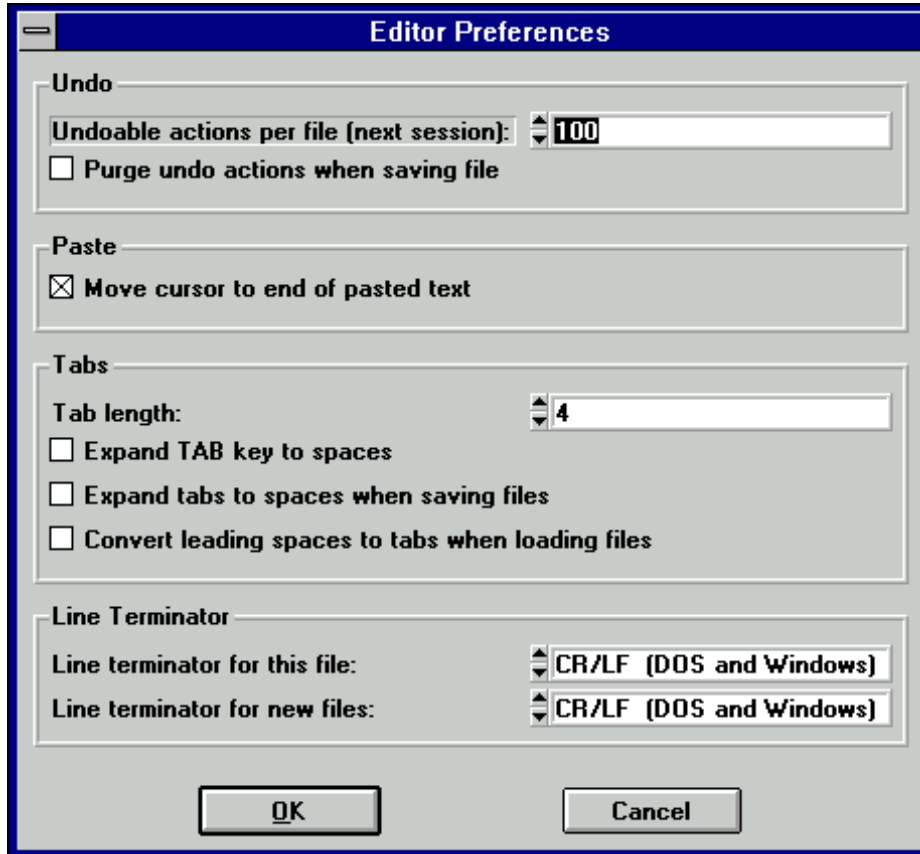 Editor Preferences
Undo
Undoable actions per file (next session): 100
Purge undo actions when saving file
Paste
Move cursor to end of pasted text
Tabs
Tab length: 4
Expand TAB key to spaces
Expand tabs to spaces when saving files
Convert leading spaces to tabs when loading files
Line Terminator
Line terminator for this file: CR/LF (DOS and Windows)
Line terminator for new files: CR/LF (DOS and Windows)
OK Cancel